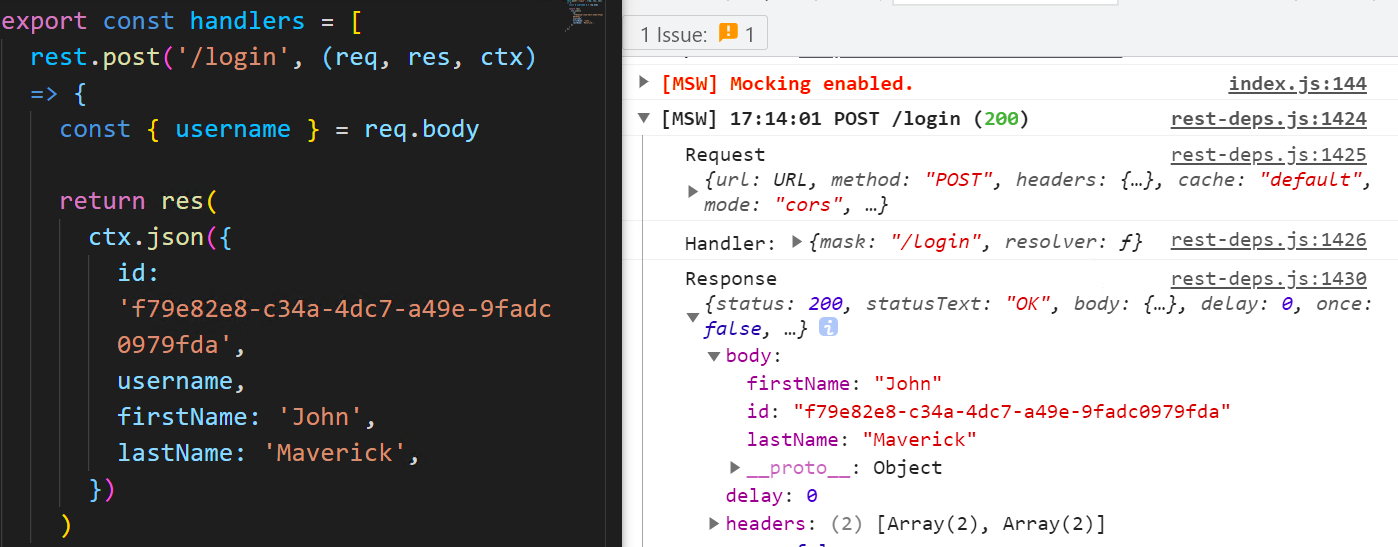 export const handlers = [
rest.post('/login', (req, res, ctx)
=> {
const { username } = req.body
return res(
ctx.json({
id:
'f79e82e8-c34a-4dc7-a49e-9fadc
0979fda',
username,
firstName: 'John',
lastName: 'Maverick',
})
)
1 Issue: 1
[MSW] Mocking enabled. index.js:144
[MSW] 17:14:01 POST /login (200) rest-deps.js:1424
Request rest-deps.js:1425
{url: URL, method: "POST", headers: {…}, cache: "default",
mode: "cors", …}
Handler: {mask: "/login", resolver: ƒ} rest-deps.js:1426
Response rest-deps.js:1430
{status: 200, statusText: "OK", body: {…}, delay: 0, once:
false, …} i
body:
firstName: "John"
id: "f79e82e8-c34a-4dc7-a49e-9fadc0979fda"
lastName: "Maverick"
__proto__: Object
delay: 0
headers: (2) [Array(2), Array(2)]